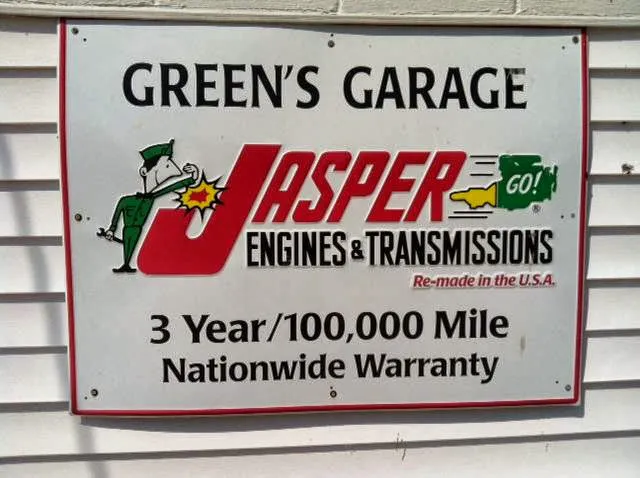 GREEN'S GARAGE
JASPER GO! ®
ENGINES & TRANSMISSIONS
Re-made in the U.S.A.
3 Year/100,000 Mile
Nationwide Warranty